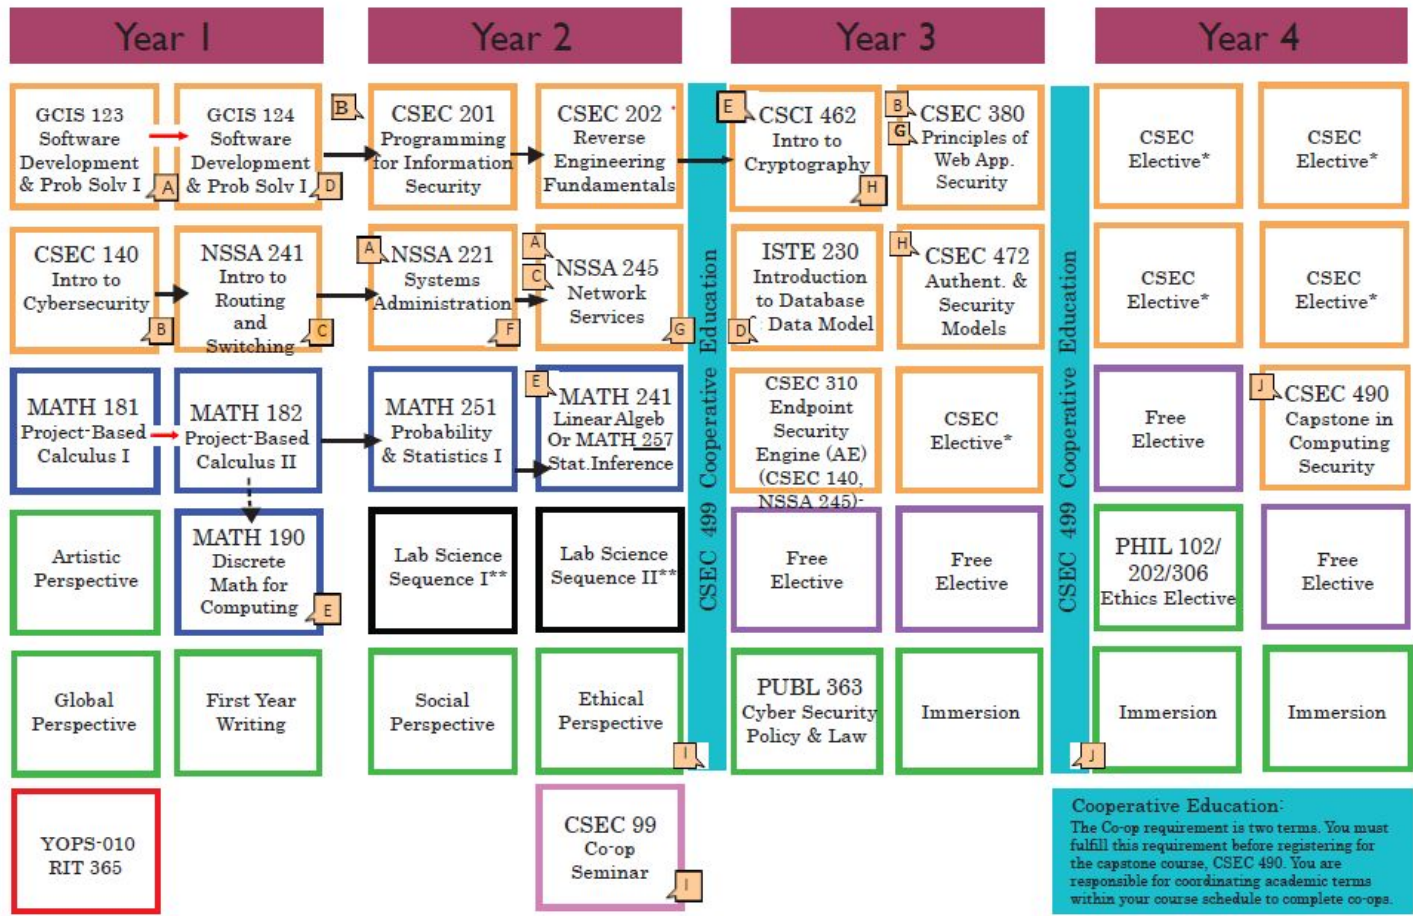 Year 1
Year 2
Year 3
Year 4
GCIS 123
Software
Development
& Prob Solv I
A
GCIS 124
Software
Development
& Prob Solv I
D
B
CSEC 201
Programming
for Information
Security
CSEC 202
Reverse
Engineering
Fundamentals
E
CSCI 462
Intro to
Cryptography
H
B
G
CSEC 380
Principles of
Web App.
Security
CSEC
Elective*
CSEC
Elective*
CSEC 140
Intro to
Cybersecurity
B
NSSA 241
Intro to
Routing
and
Switching
C
A
NSSA 221
Systems
Administration
F
A
C
NSSA 245
Network
Services
G
ISTE 230
Introduction
to Database
Data Model
D
H
CSEC 472
Authent. &
Security
Models
CSEC
Elective*
CSEC
Elective*
MATH 181
Project-Based
Calculus I
MATH 182
Project-Based
Calculus II
MATH 251
Probability
& Statistics I
E
MATH 241
Linear Algeb
Or MATH 257
Stat.Inference
CSEC 310
Endpoint
Security
Engine (AE)
(CSEC 140,
NSSA 245)-
CSEC
Elective*
Free
Elective
J
CSEC 490
Capstone in
Computing
Security
Artistic
Perspective
MATH 190
Discrete
Math for
Computing
E
Lab Science
Sequence I**
Lab Science
Sequence II**
Free
Elective
Free
Elective
PHIL 102/
202/306
Ethics Elective
Free
Elective
Global
Perspective
First Year
Writing
Social
Perspective
Ethical
Perspective
I
PUBL 363
Cyber Security
Policy & Law
Immersion
J
Immersion
Immersion
CSEC 499 Cooperative Education
CSEC 499 Cooperative Education
YOPS-010
RIT 365
CSEC 99
Co-op
Seminar
I
Cooperative Education:
The Co-op requirement is two terms. You must
fulfill this requirement before registering for
the capstone course, CSEC 490. You are
responsible for coordinating academic terms
within your course schedule to complete co-ops.